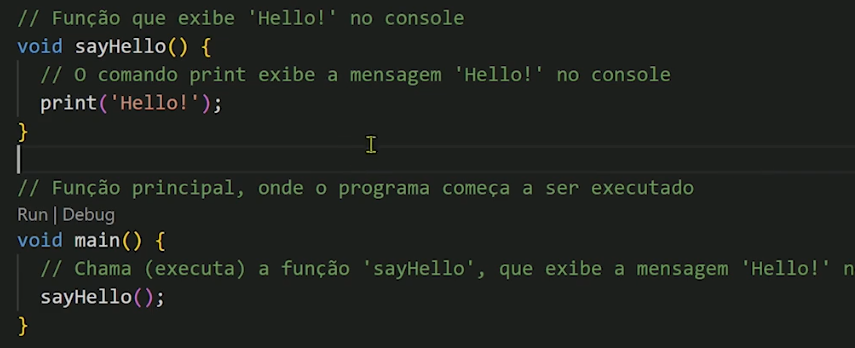 // Função que exibe 'Hello!' no console
void sayHello() {
// O comando print exibe a mensagem 'Hello!' no console
print('Hello!');
}
// Função principal, onde o programa começa a ser executado
Run | Debug
void main() {
// Chama (executa) a função 'sayHello', que exibe a mensagem 'Hello!' n
sayHello();
}